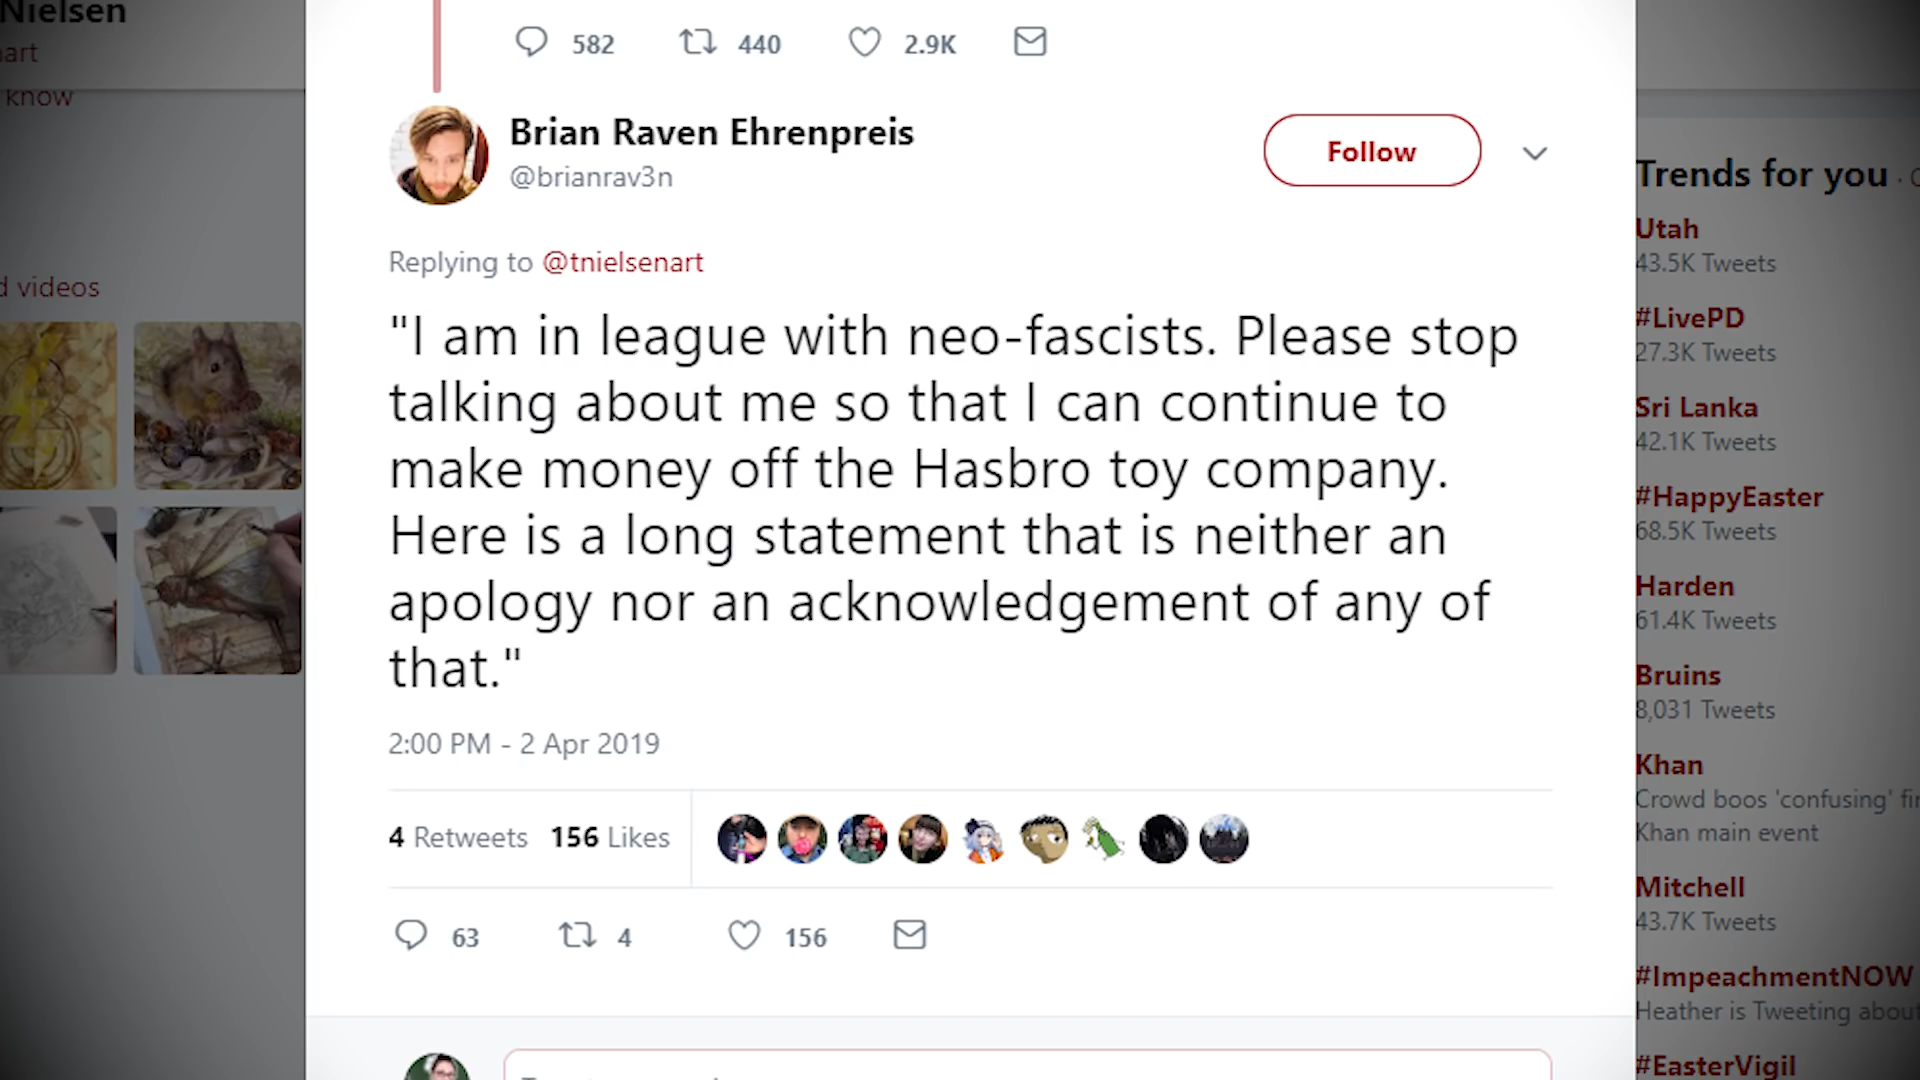 Nielsen
art
know
d videos
582 440 2.9K
Brian Raven Ehrenpreis
@brianrav3n
Follow
Replying to @tnielsenart
"I am in league with neo-fascists. Please stop
talking about me so that I can continue to
make money off the Hasbro toy company.
Here is a long statement that is neither an
apology nor an acknowledgement of any of
that."
2:00 PM - 2 Apr 2019
4 Retweets 156 Likes
63 4 156
Trends for you ·
Utah
43.5K Tweets
#LivePD
27.3K Tweets
Sri Lanka
42.1K Tweets
#HappyEaster
68.5K Tweets
Harden
61.4K Tweets
Bruins
8,031 Tweets
Khan
Crowd boos 'confusing' fi
Khan main event
Mitchell
43.7K Tweets
#ImpeachmentNOW
Heather is Tweeting about
#EasterVigil